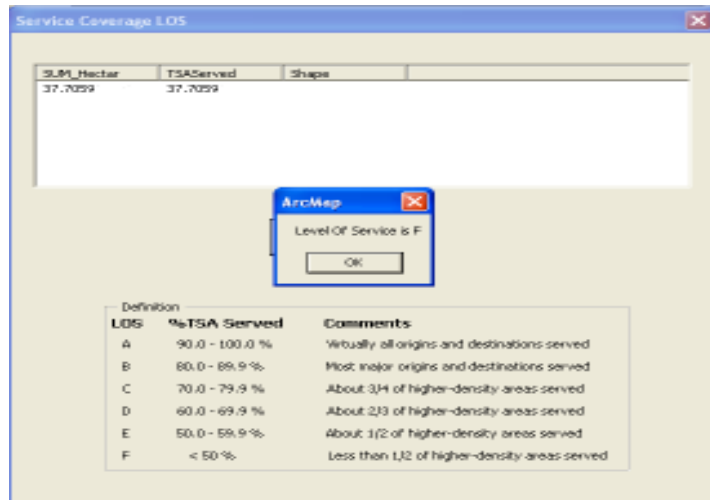 Service Coverage LOS
SUM_Hectar TSAServed Shape
37.7059 37.7059
ArcMap
Level Of Service is F
OK
Definition
LOS %TSA Served Comments
A 90.0 - 100.0 % Virtually all origins and destinations served
B 80.0 - 89.9 % Most major origins and destinations served
C 70.0 - 79.9 % About 3/4 of higher-density areas served
D 60.0 - 69.9 % About 2/3 of higher-density areas served
E 50.0 - 59.9 % About 1/2 of higher-density areas served
F < 50 % Less than 1/2 of higher-density areas served